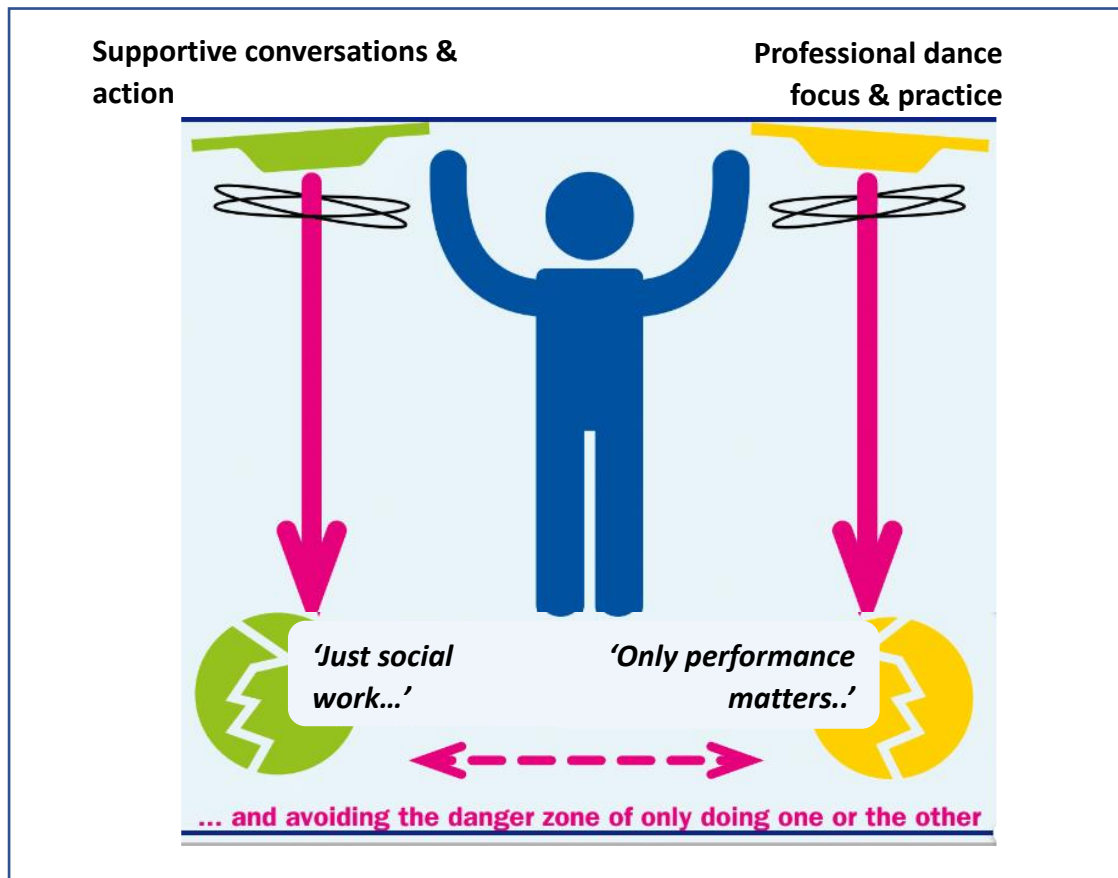 Supportive conversations &
action
Professional dance
focus & practice
‘Just social
work…’
‘Only performance
matters..’
... and avoiding the danger zone of only doing one or the other